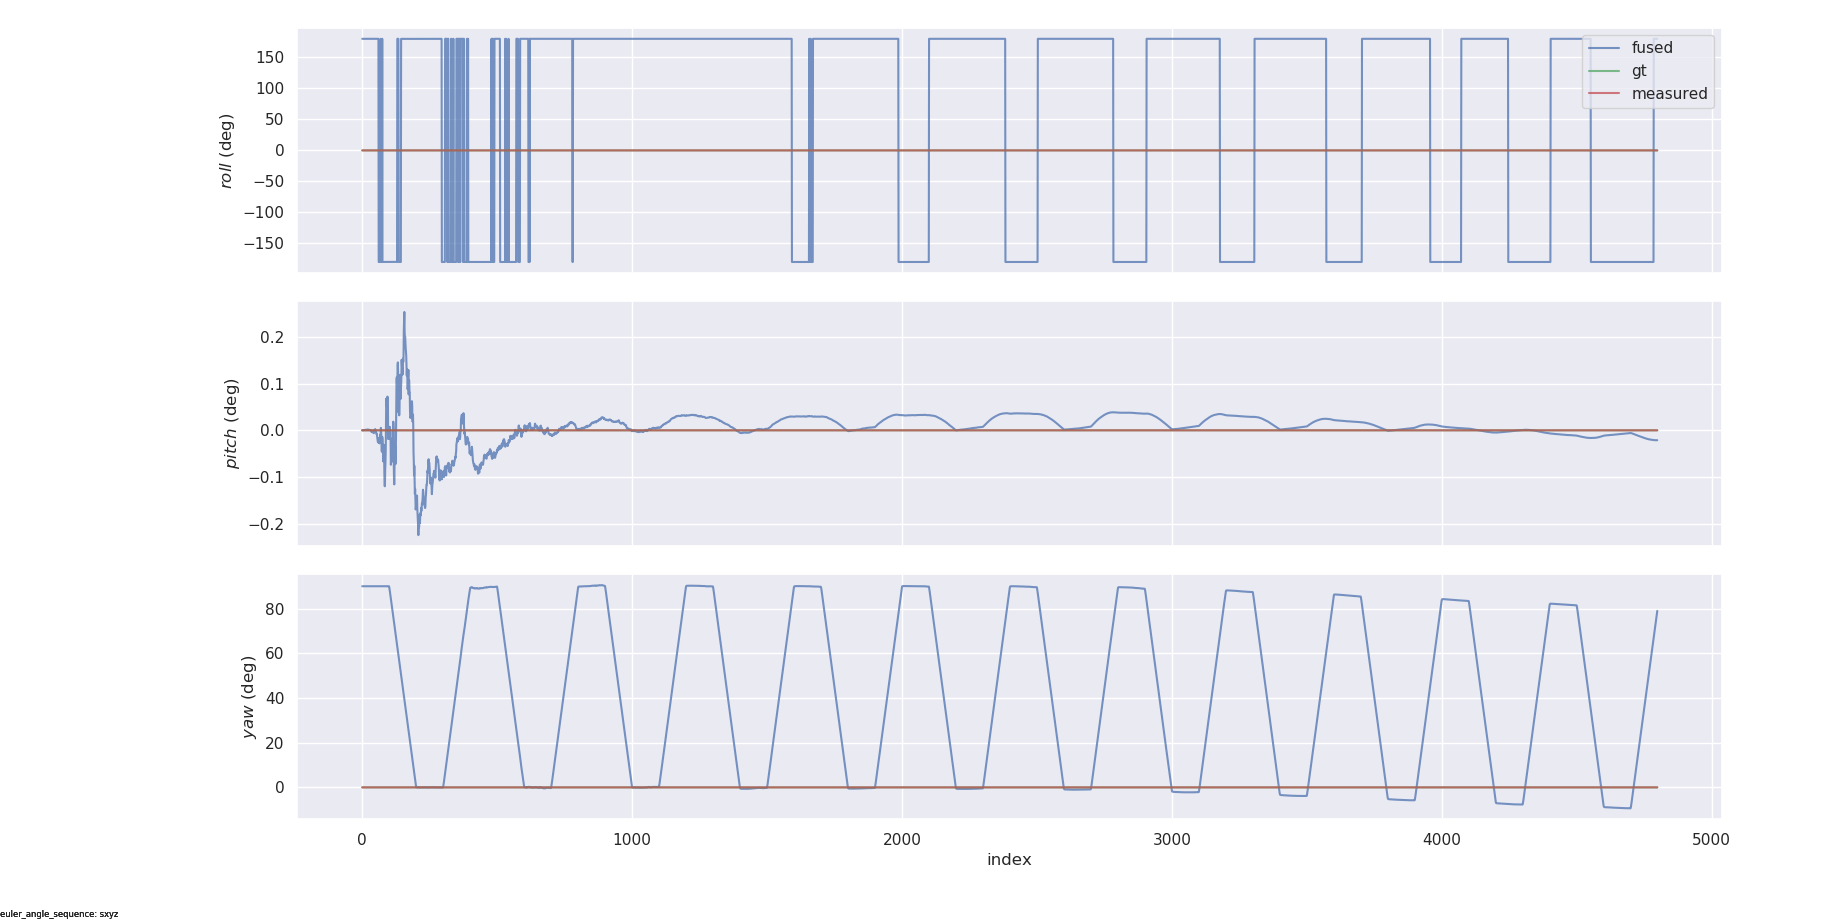 150
100
50
0
−50
−100
−150
roll (deg)
fused
gt
measured
0.2
0.1
0.0
−0.1
−0.2
pitch (deg)
80
60
40
20
0
yaw (deg)
0 1000 2000 3000 4000 5000
index
euler_angle_sequence: sxyz